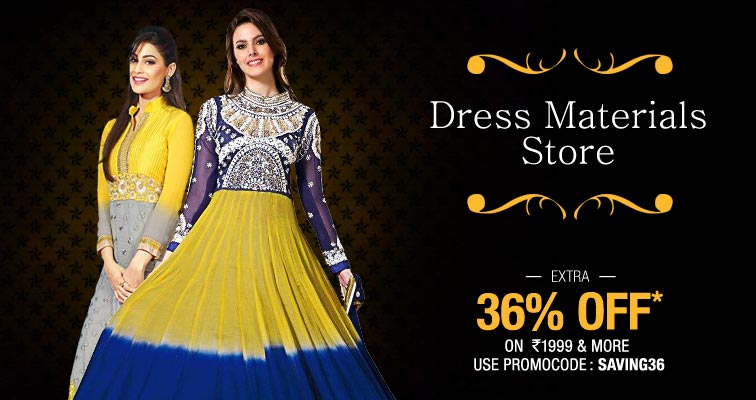 Dress Materials
Store
— EXTRA —
36% OFF*
ON ₹1999 & MORE
USE PROMOCODE : SAVING36